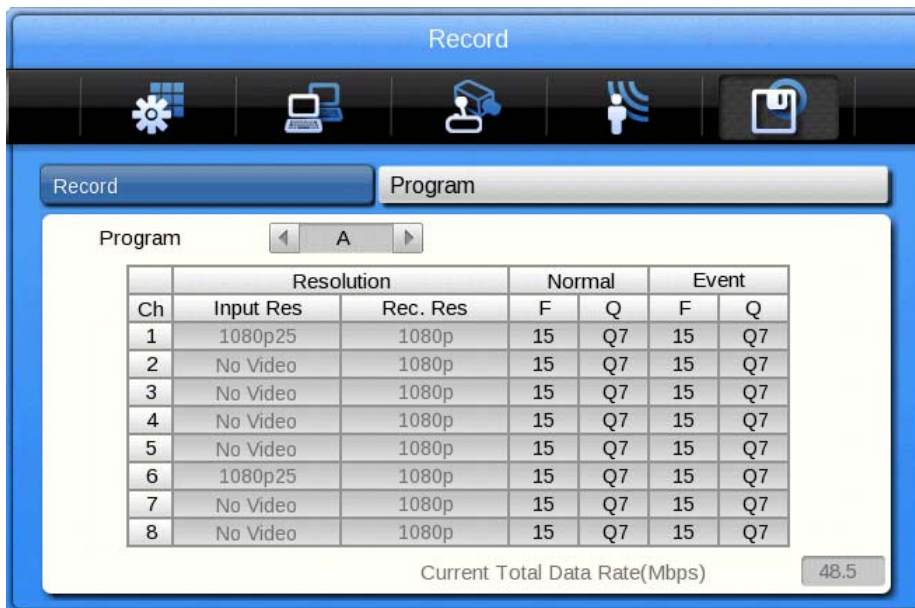 Record
Record Program
Program A
Resolution Normal Event
Ch Input Res Rec. Res F Q F Q
1 1080p25 1080p 15 Q7 15 Q7
2 No Video 1080p 15 Q7 15 Q7
3 No Video 1080p 15 Q7 15 Q7
4 No Video 1080p 15 Q7 15 Q7
5 No Video 1080p 15 Q7 15 Q7
6 1080p25 1080p 15 Q7 15 Q7
7 No Video 1080p 15 Q7 15 Q7
8 No Video 1080p 15 Q7 15 Q7
Current Total Data Rate(Mbps) 48.5